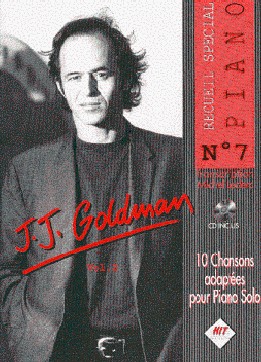 RECUEIL SPECIAL
PIANO
N° 7
J.J. Goldman
CD INCLUS
10 Chansons
adaptées
pour Piano Solo
HIT